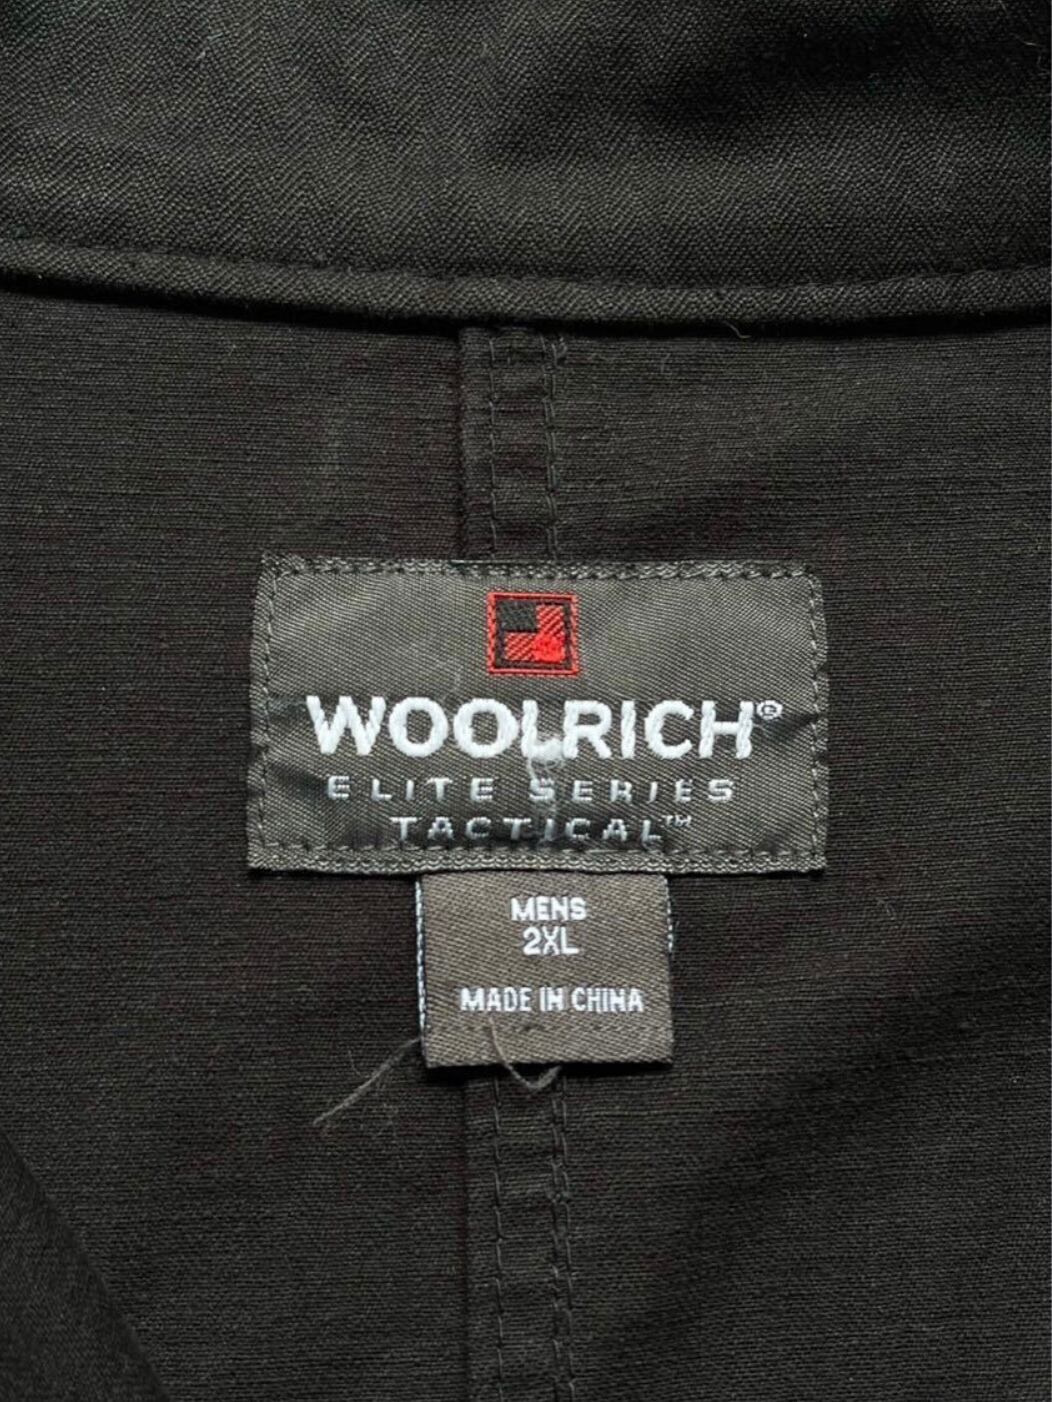 WOOLRICH®
ELITE SERIES
TACTICAL™
MENS
2XL
MADE IN CHINA